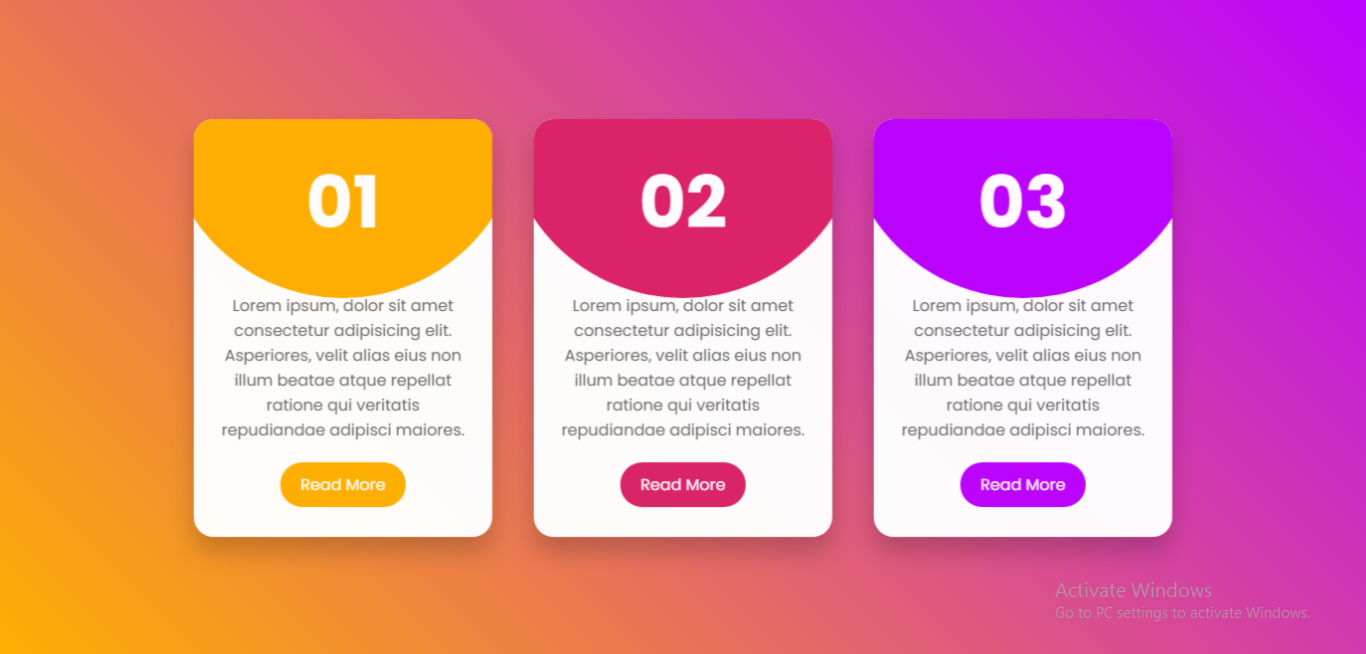 01
Lorem ipsum, dolor sit amet
consectetur adipisicing elit.
Asperiores, velit alias eius non
illum beatae atque repellat
ratione qui veritatis
repudiandae adipisci maiores.
Read More
02
Lorem ipsum, dolor sit amet
consectetur adipisicing elit.
Asperiores, velit alias eius non
illum beatae atque repellat
ratione qui veritatis
repudiandae adipisci maiores.
Read More
03
Lorem ipsum, dolor sit amet
consectetur adipisicing elit.
Asperiores, velit alias eius non
illum beatae atque repellat
ratione qui veritatis
repudiandae adipisci maiores.
Read More
Activate Windows
Go to PC settings to activate Windows.